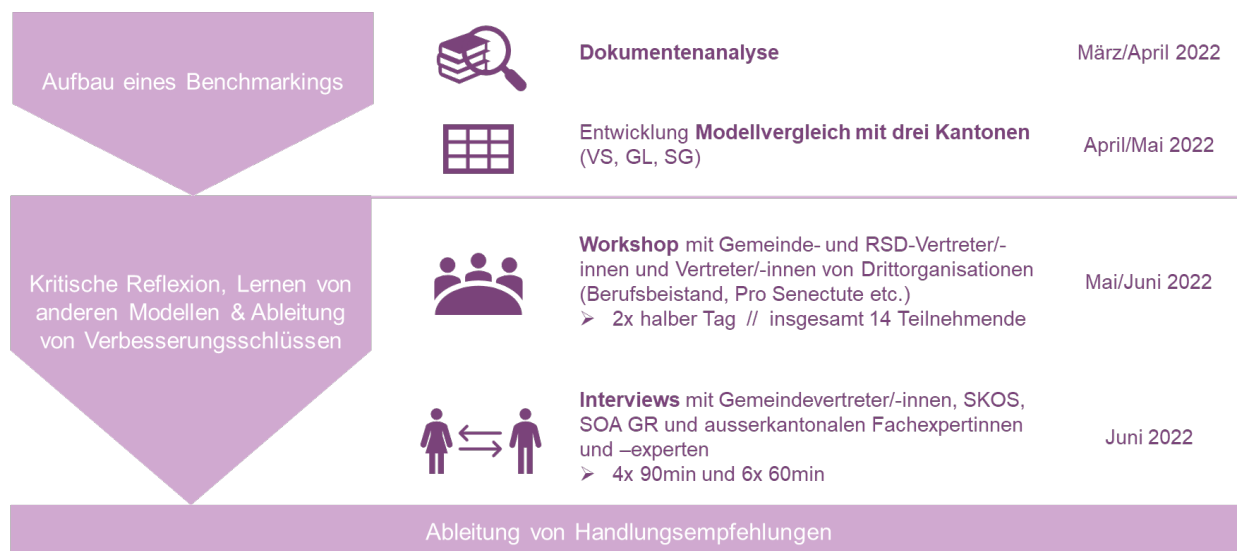 Aufbau eines Benchmarkings
Dokumentenanalyse
März/April 2022
Entwicklung Modellvergleich mit drei Kantonen
(VS, GL, SG)
April/Mai 2022
Kritische Reflexion, Lernen von
anderen Modellen & Ableitung
von Verbesserungsschlüssen
Workshop mit Gemeinde- und RSD-Vertreter/-
innen und Vertreter/-innen von Drittorganisationen
(Berufsbeistand, Pro Senectute etc.)
➢ 2x halber Tag // insgesamt 14 Teilnehmende
Mai/Juni 2022
Interviews mit Gemeindevertreter/-innen, SKOS,
SOA GR und ausserkantonalen Fachexpertinnen
und –experten
➢ 4x 90min und 6x 60min
Juni 2022
Ableitung von Handlungsempfehlungen